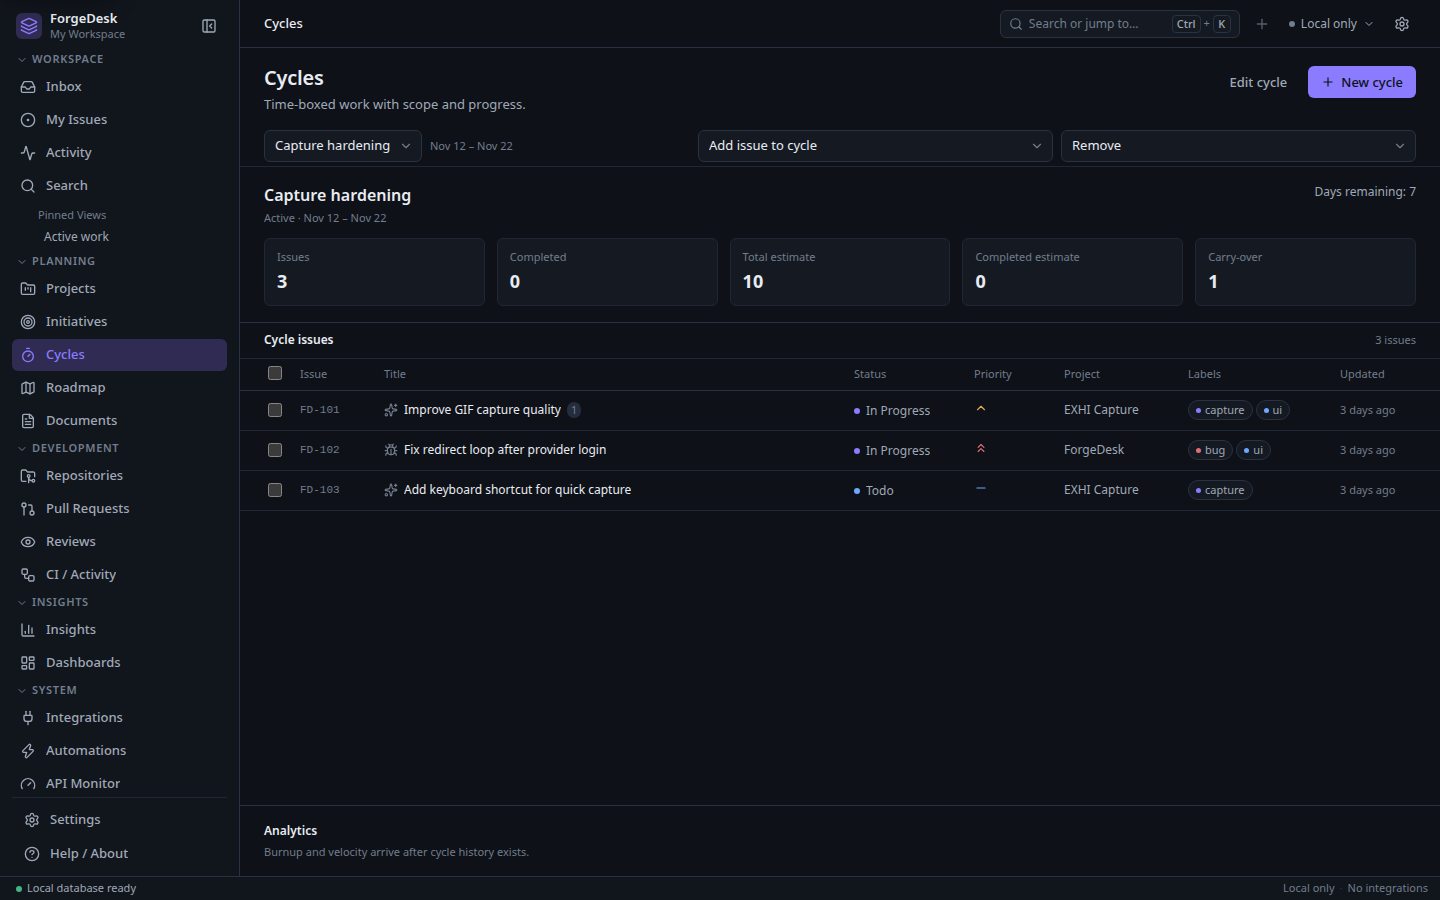 ForgeDesk
My Workspace
WORKSPACE
Inbox
My Issues
Activity
Search
Pinned Views
Active work
PLANNING
Projects
Initiatives
Cycles
Roadmap
Documents
DEVELOPMENT
Repositories
Pull Requests
Reviews
CI / Activity
INSIGHTS
Insights
Dashboards
SYSTEM
Integrations
Automations
API Monitor
Settings
Help / About
Cycles
Search or jump to... Ctrl + K
Local only
Cycles
Time-boxed work with scope and progress.
Edit cycle
New cycle
Capture hardening Nov 12 – Nov 22 Add issue to cycle Remove
Capture hardening
Days remaining: 7
Active · Nov 12 – Nov 22
Issues
3
Completed
0
Total estimate
10
Completed estimate
0
Carry-over
1
Cycle issues
3 issues
Issue Title Status Priority Project Labels Updated
FD-101 Improve GIF capture quality 1 In Progress EXHI Capture capture ui 3 days ago
FD-102 Fix redirect loop after provider login In Progress ForgeDesk bug ui 3 days ago
FD-103 Add keyboard shortcut for quick capture Todo EXHI Capture capture 3 days ago
Analytics
Burnup and velocity arrive after cycle history exists.
Local database ready
Local only · No integrations